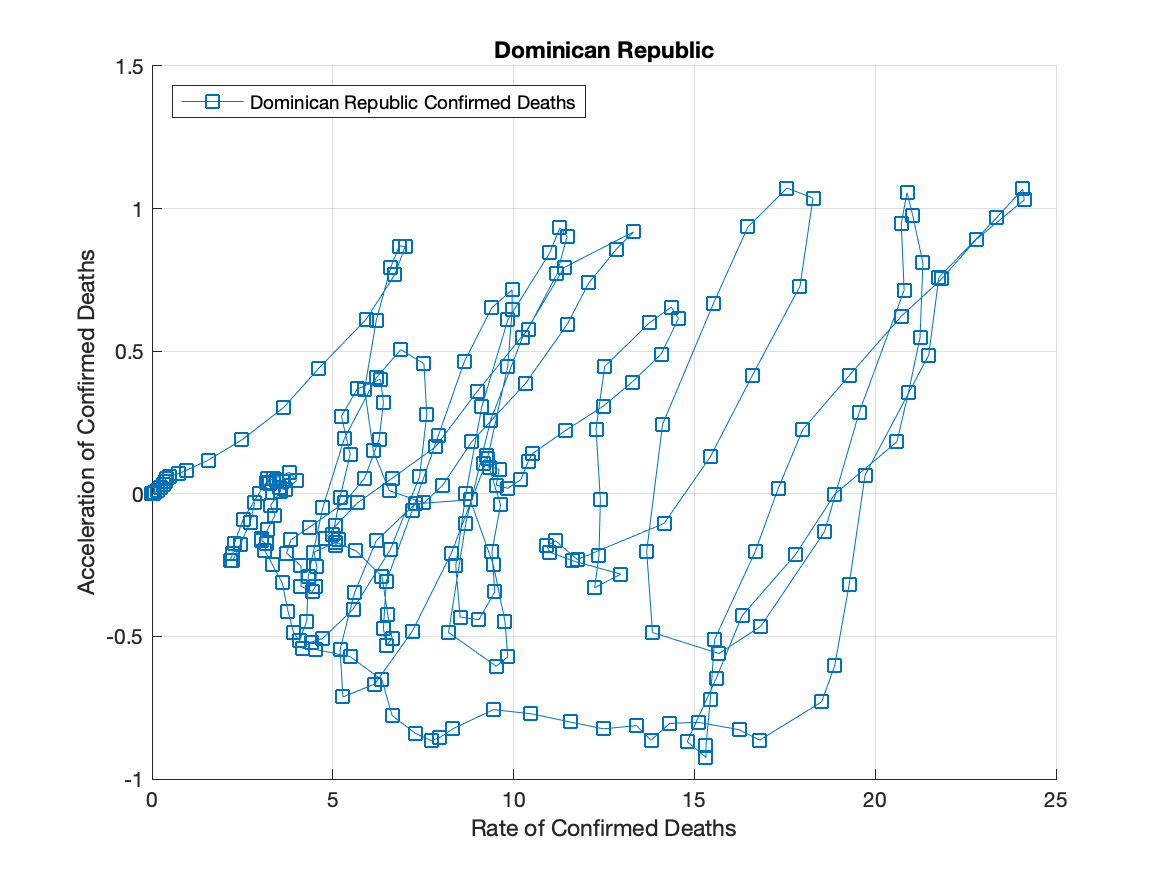 Dominican Republic
1.5
Dominican Republic Confirmed Deaths
1
0.5
0
-0.5
-1
Acceleration of Confirmed Deaths
0 5 10 15 20 25
Rate of Confirmed Deaths